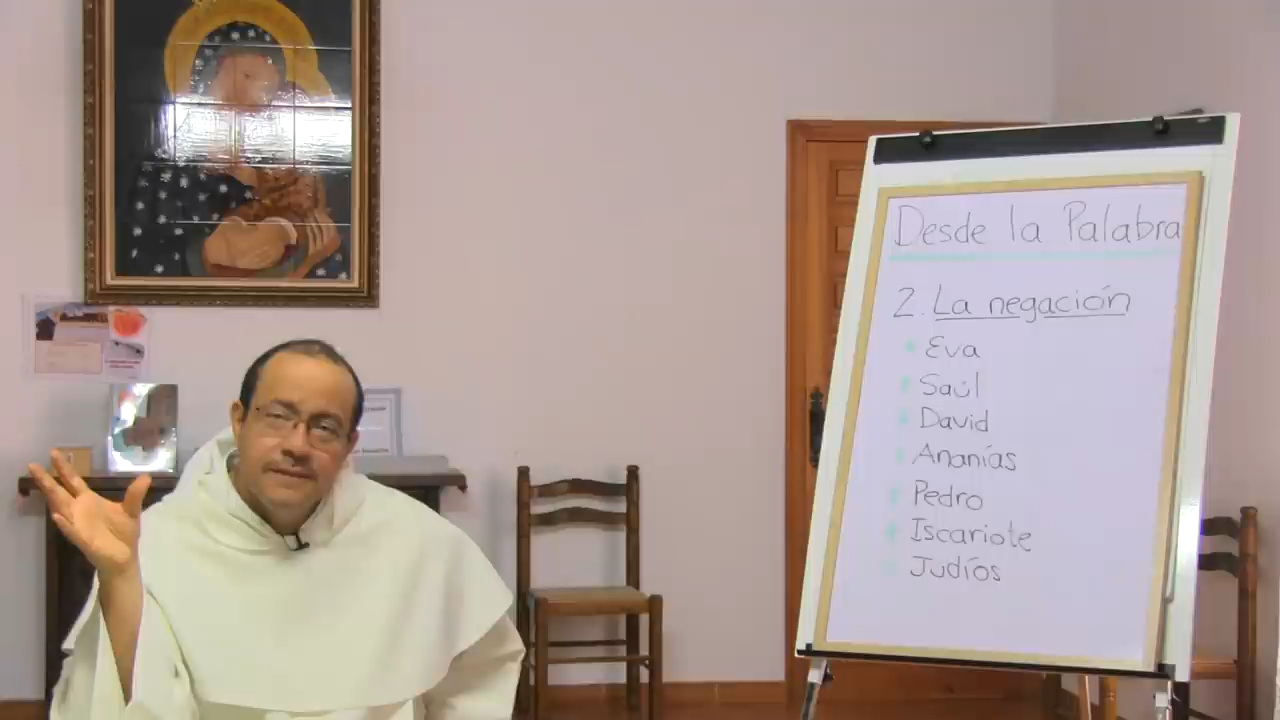 Desde la Palabra
2. La negación
Eva
Saúl
David
Ananías
Pedro
Iscariote
Judíos